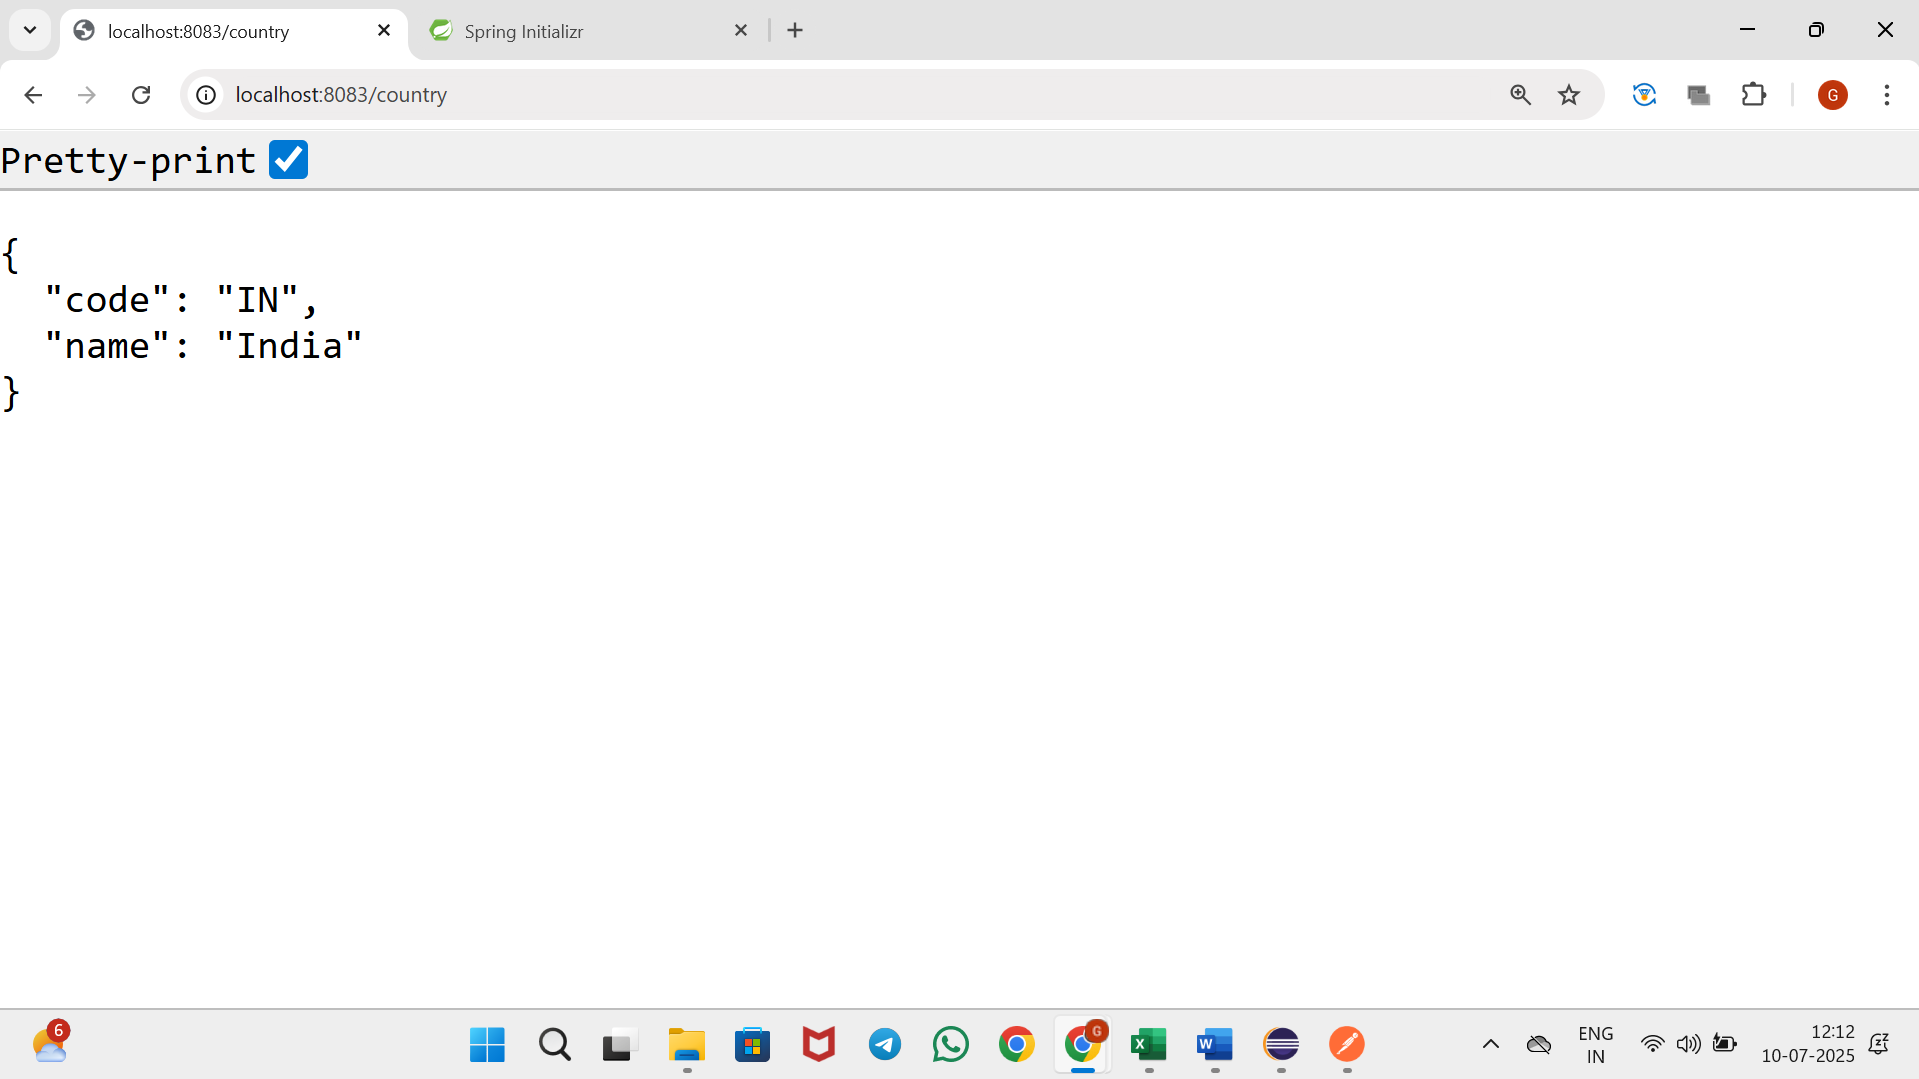 localhost:8083/country
Spring Initializr
localhost:8083/country
G
Pretty-print
{
"code": "IN",
"name": "India"
}
6
G
X
W
ENG
IN
12:12
10-07-2025